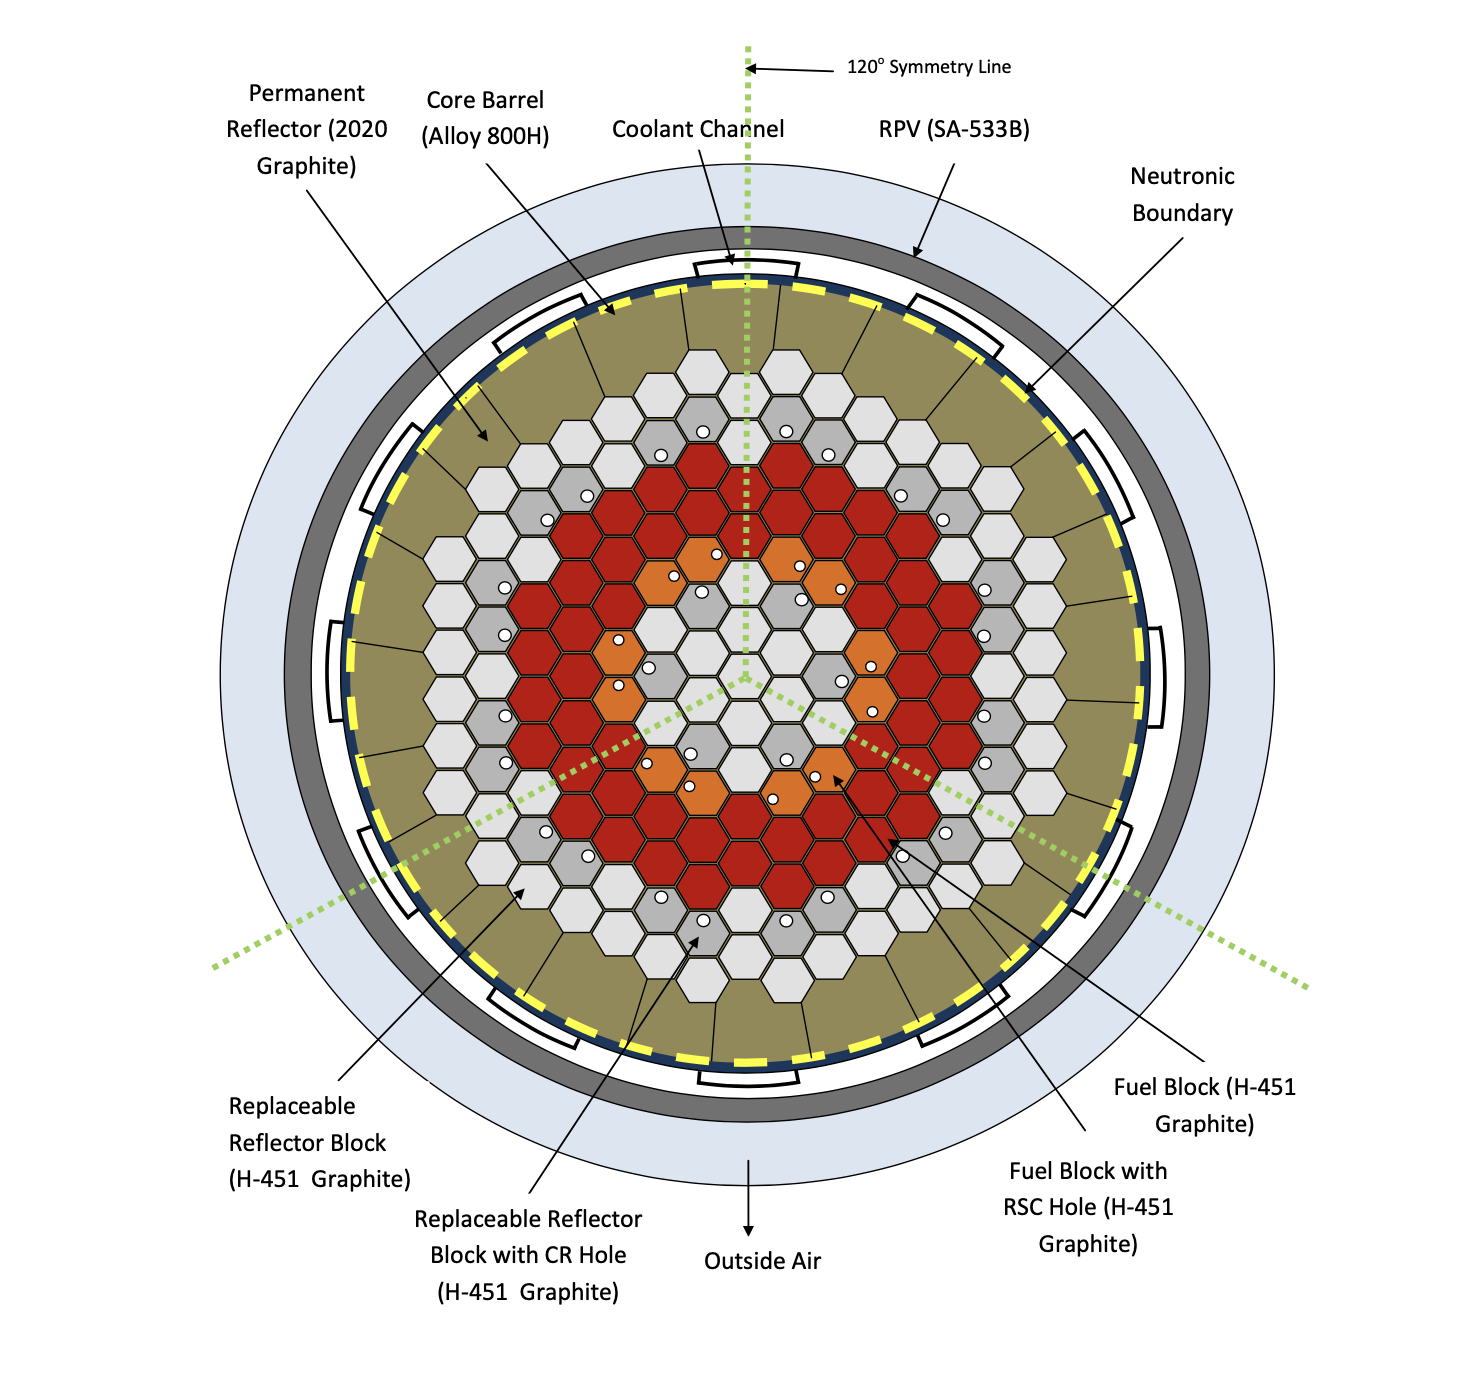 120° Symmetry Line
Permanent
Reflector (2020
Graphite)
Core Barrel
(Alloy 800H)
Coolant Channel
RPV (SA-533B)
Neutronic
Boundary
Replaceable
Reflector Block
(H-451  Graphite)
Replaceable Reflector
Block with CR Hole
(H-451  Graphite)
Outside Air
Fuel Block with
RSC Hole (H-451
Graphite)
Fuel Block (H-451
Graphite)